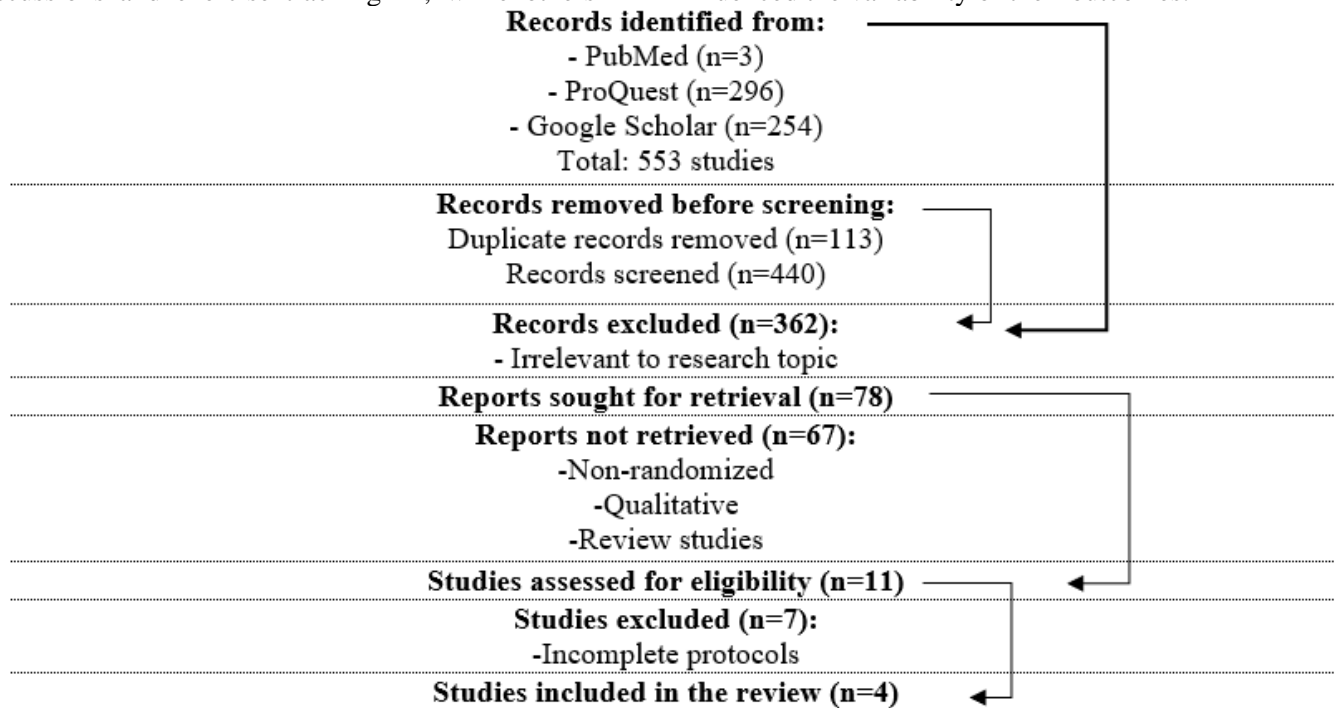 Records identified from:
- PubMed (n=3)
- ProQuest (n=296)
- Google Scholar (n=254)
Total: 553 studies
Records removed before screening:
Duplicate records removed (n=113)
Records screened (n=440)
Records excluded (n=362):
- Irrelevant to research topic
Reports sought for retrieval (n=78)
Reports not retrieved (n=67):
-Non-randomized
-Qualitative
-Review studies
Studies assessed for eligibility (n=11)
Studies excluded (n=7):
-Incomplete protocols
Studies included in the review (n=4)